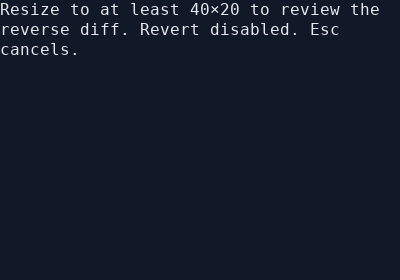 Resize to at least 40×20 to review the
reverse diff. Revert disabled. Esc
cancels.